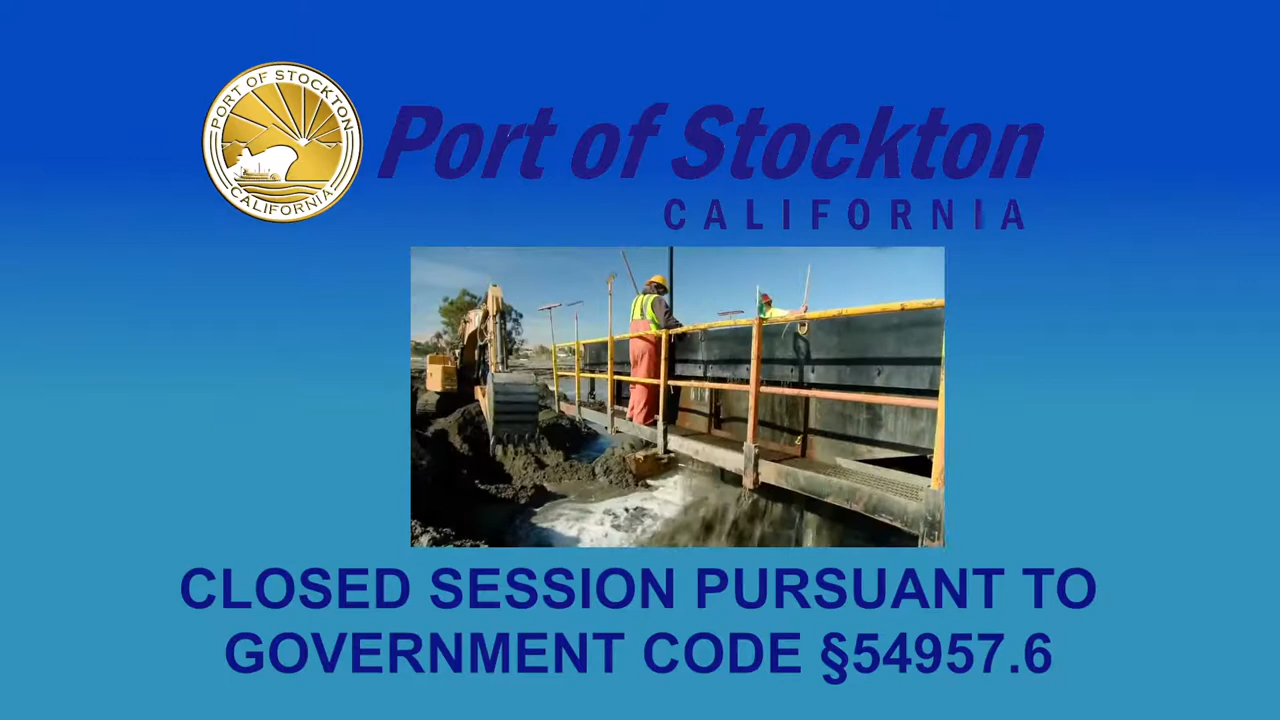 PORT OF STOCKTON
CALIFORNIA
Port of Stockton
CALIFORNIA
CLOSED SESSION PURSUANT TO
GOVERNMENT CODE §54957.6